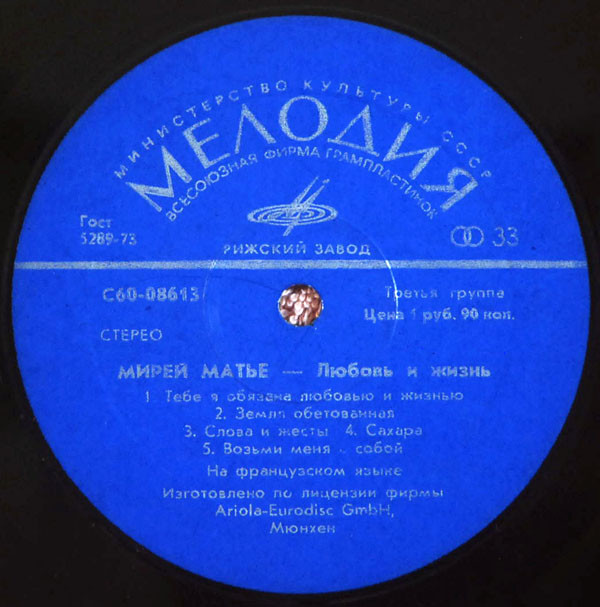 МИНИСТЕРСТВО КУЛЬТУРЫ СССР
МЕЛОДИЯ
ВСЕСОЮЗНАЯ ФИРМА ГРАМПЛАСТИНОК
Гост
5289-73
33
РИЖСКИЙ ЗАВОД
С60-08613
Третья группа
Цена 1 руб. 90 коп.
СТЕРЕО
МИРЕЙ МАТЬЕ — Любовь и жизнь
1. Тебе я обязана любовью и жизнью
2. Земля обетованная
3. Слова и жесты 4. Сахара
5. Возьми меня с собой
На французском языке
Изготовлено по лицензии фирмы
Ariola-Eurodisc GmbH,
Мюнхен